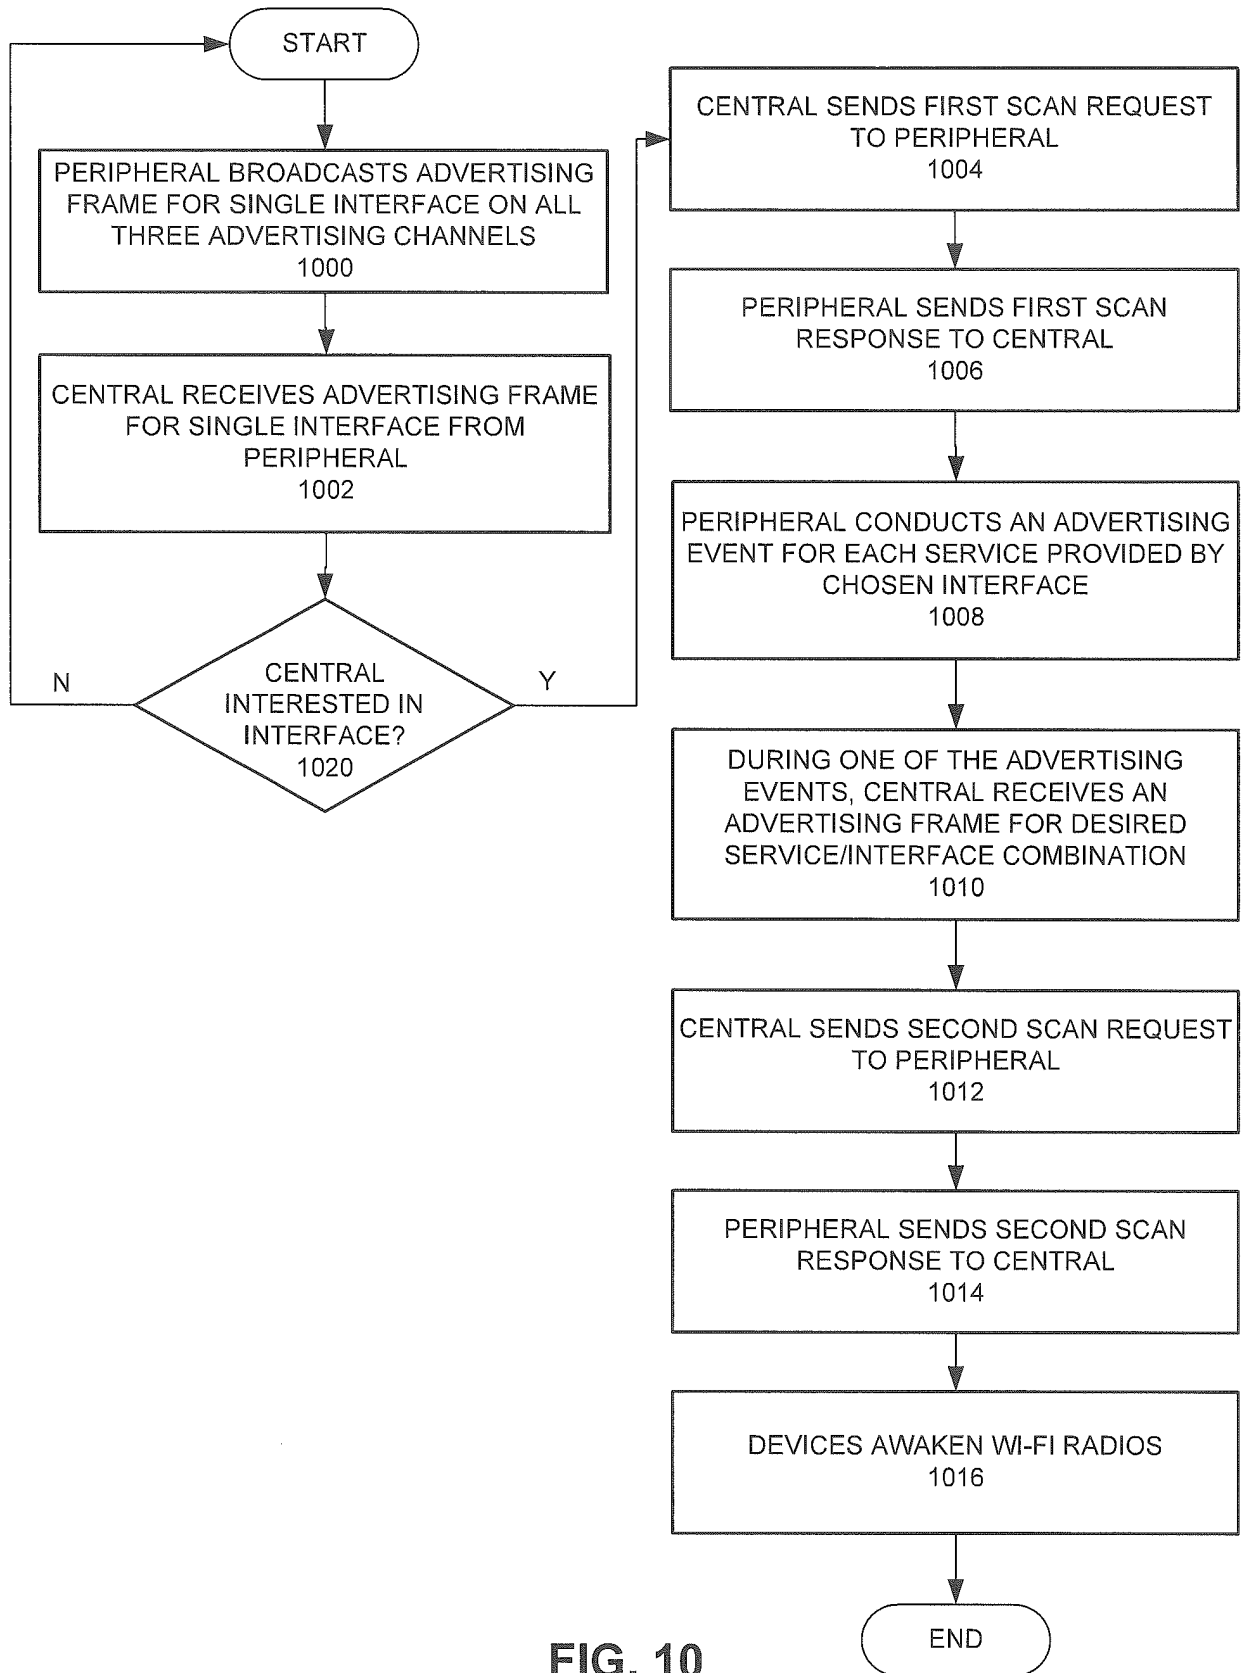 START
PERIPHERAL BROADCASTS ADVERTISING
FRAME FOR SINGLE INTERFACE ON ALL
THREE ADVERTISING CHANNELS
1000
CENTRAL RECEIVES ADVERTISING FRAME
FOR SINGLE INTERFACE FROM
PERIPHERAL
1002
CENTRAL
INTERESTED IN
INTERFACE?
1020
N
Y
CENTRAL SENDS FIRST SCAN REQUEST
TO PERIPHERAL
1004
PERIPHERAL SENDS FIRST SCAN
RESPONSE TO CENTRAL
1006
PERIPHERAL CONDUCTS AN ADVERTISING
EVENT FOR EACH SERVICE PROVIDED BY
CHOSEN INTERFACE
1008
DURING ONE OF THE ADVERTISING
EVENTS, CENTRAL RECEIVES AN
ADVERTISING FRAME FOR DESIRED
SERVICE/INTERFACE COMBINATION
1010
CENTRAL SENDS SECOND SCAN REQUEST
TO PERIPHERAL
1012
PERIPHERAL SENDS SECOND SCAN
RESPONSE TO CENTRAL
1014
DEVICES AWAKEN WI-FI RADIOS
1016
END
FIG. 10